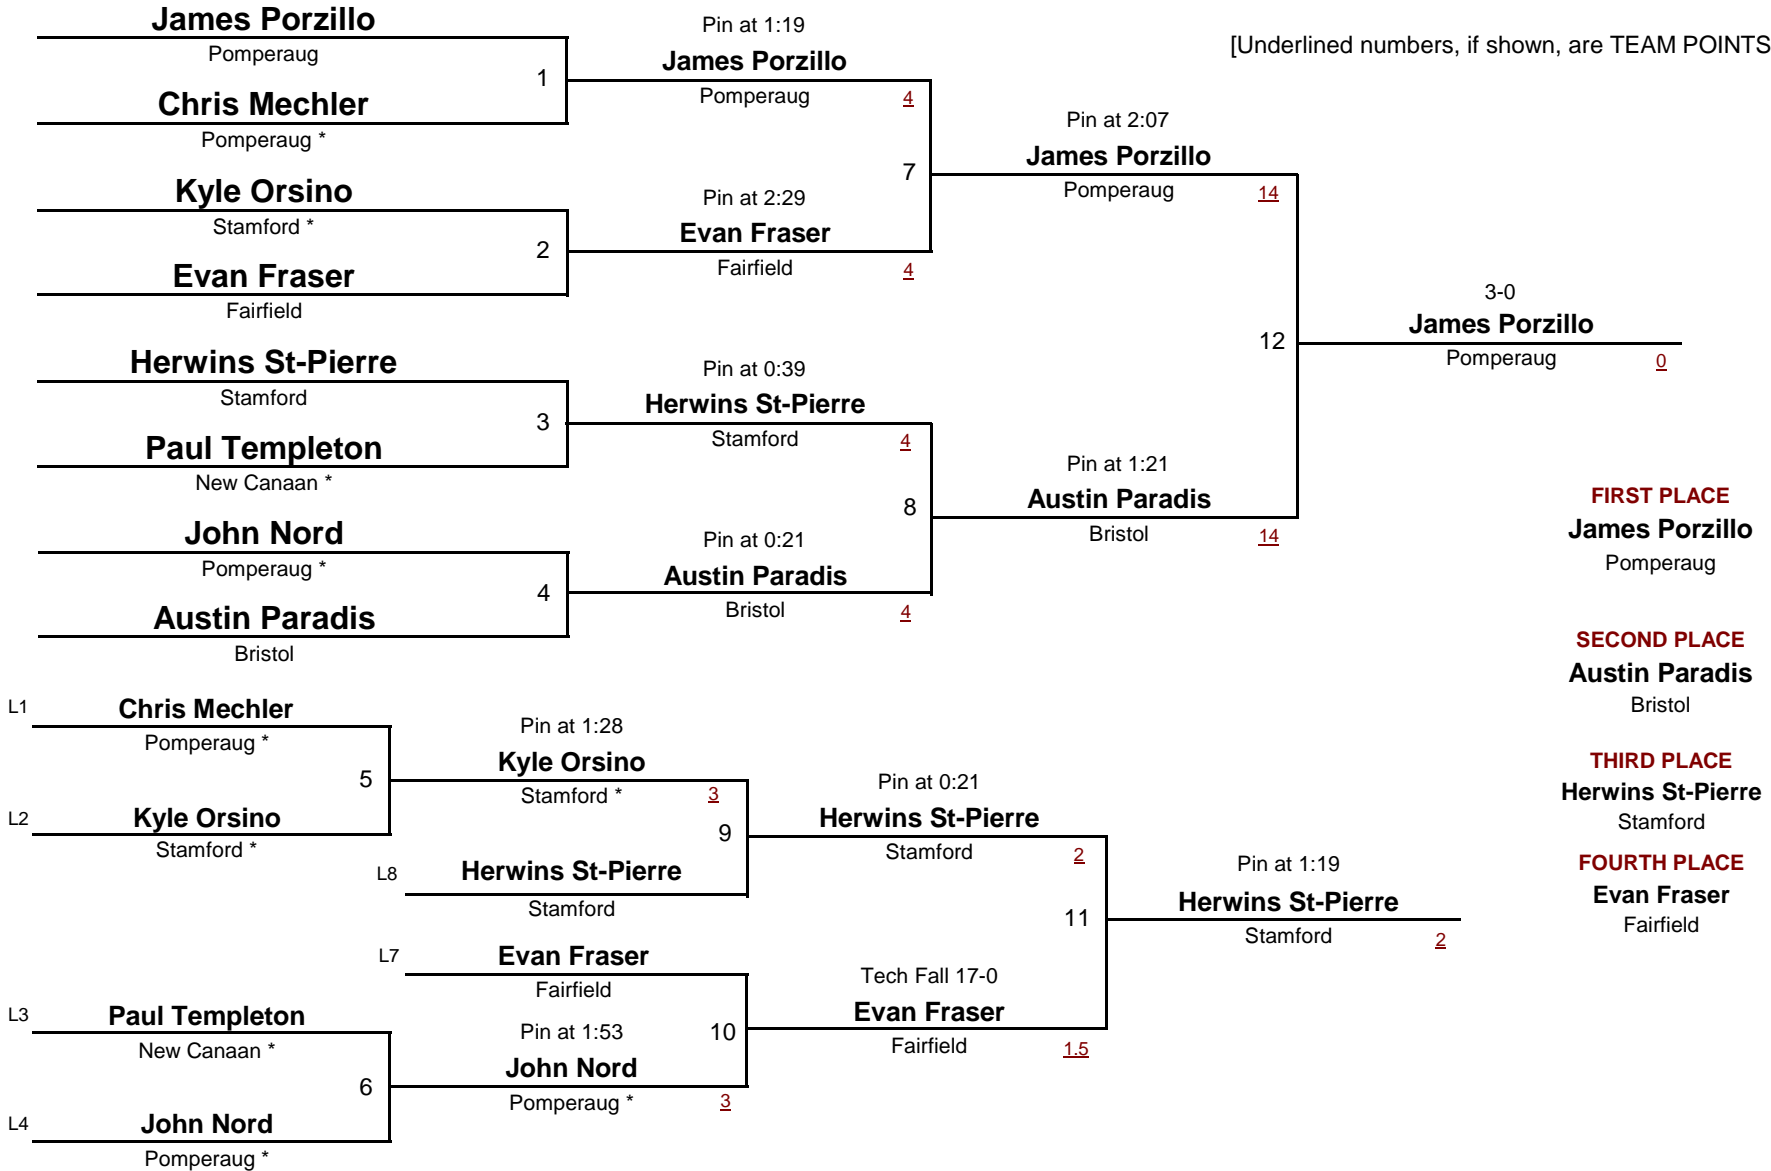 James Porzillo
Pomperaug
1
Chris Mechler
Pomperaug *
Kyle Orsino
Stamford *
2
Evan Fraser
Fairfield
Herwins St-Pierre
Stamford
3
Paul Templeton
New Canaan *
John Nord
Pomperaug *
4
Austin Paradis
Bristol
Pin at 1:19
James Porzillo
Pomperaug 4
7
Pin at 2:29
Evan Fraser
Fairfield 4
Pin at 0:39
Herwins St-Pierre
Stamford 4
8
Pin at 0:21
Austin Paradis
Bristol 4
Pin at 2:07
James Porzillo
Pomperaug 14
12
Pin at 1:21
Austin Paradis
Bristol 14
[Underlined numbers, if shown, are TEAM POINTS
3-0
James Porzillo
Pomperaug 0
FIRST PLACE
James Porzillo
Pomperaug
SECOND PLACE
Austin Paradis
Bristol
THIRD PLACE
Herwins St-Pierre
Stamford
FOURTH PLACE
Evan Fraser
Fairfield
L1 Chris Mechler
Pomperaug *
5
L2 Kyle Orsino
Stamford *
L3 Paul Templeton
New Canaan *
6
L4 John Nord
Pomperaug *
Pin at 1:28
Kyle Orsino
Stamford * 3
9
L8 Herwins St-Pierre
Stamford
L7 Evan Fraser
Fairfield
Pin at 1:53 10
John Nord
Pomperaug * 3
Pin at 0:21
Herwins St-Pierre
Stamford 2
11
Tech Fall 17-0
Evan Fraser
Fairfield 1.5
Pin at 1:19
Herwins St-Pierre
Stamford 2